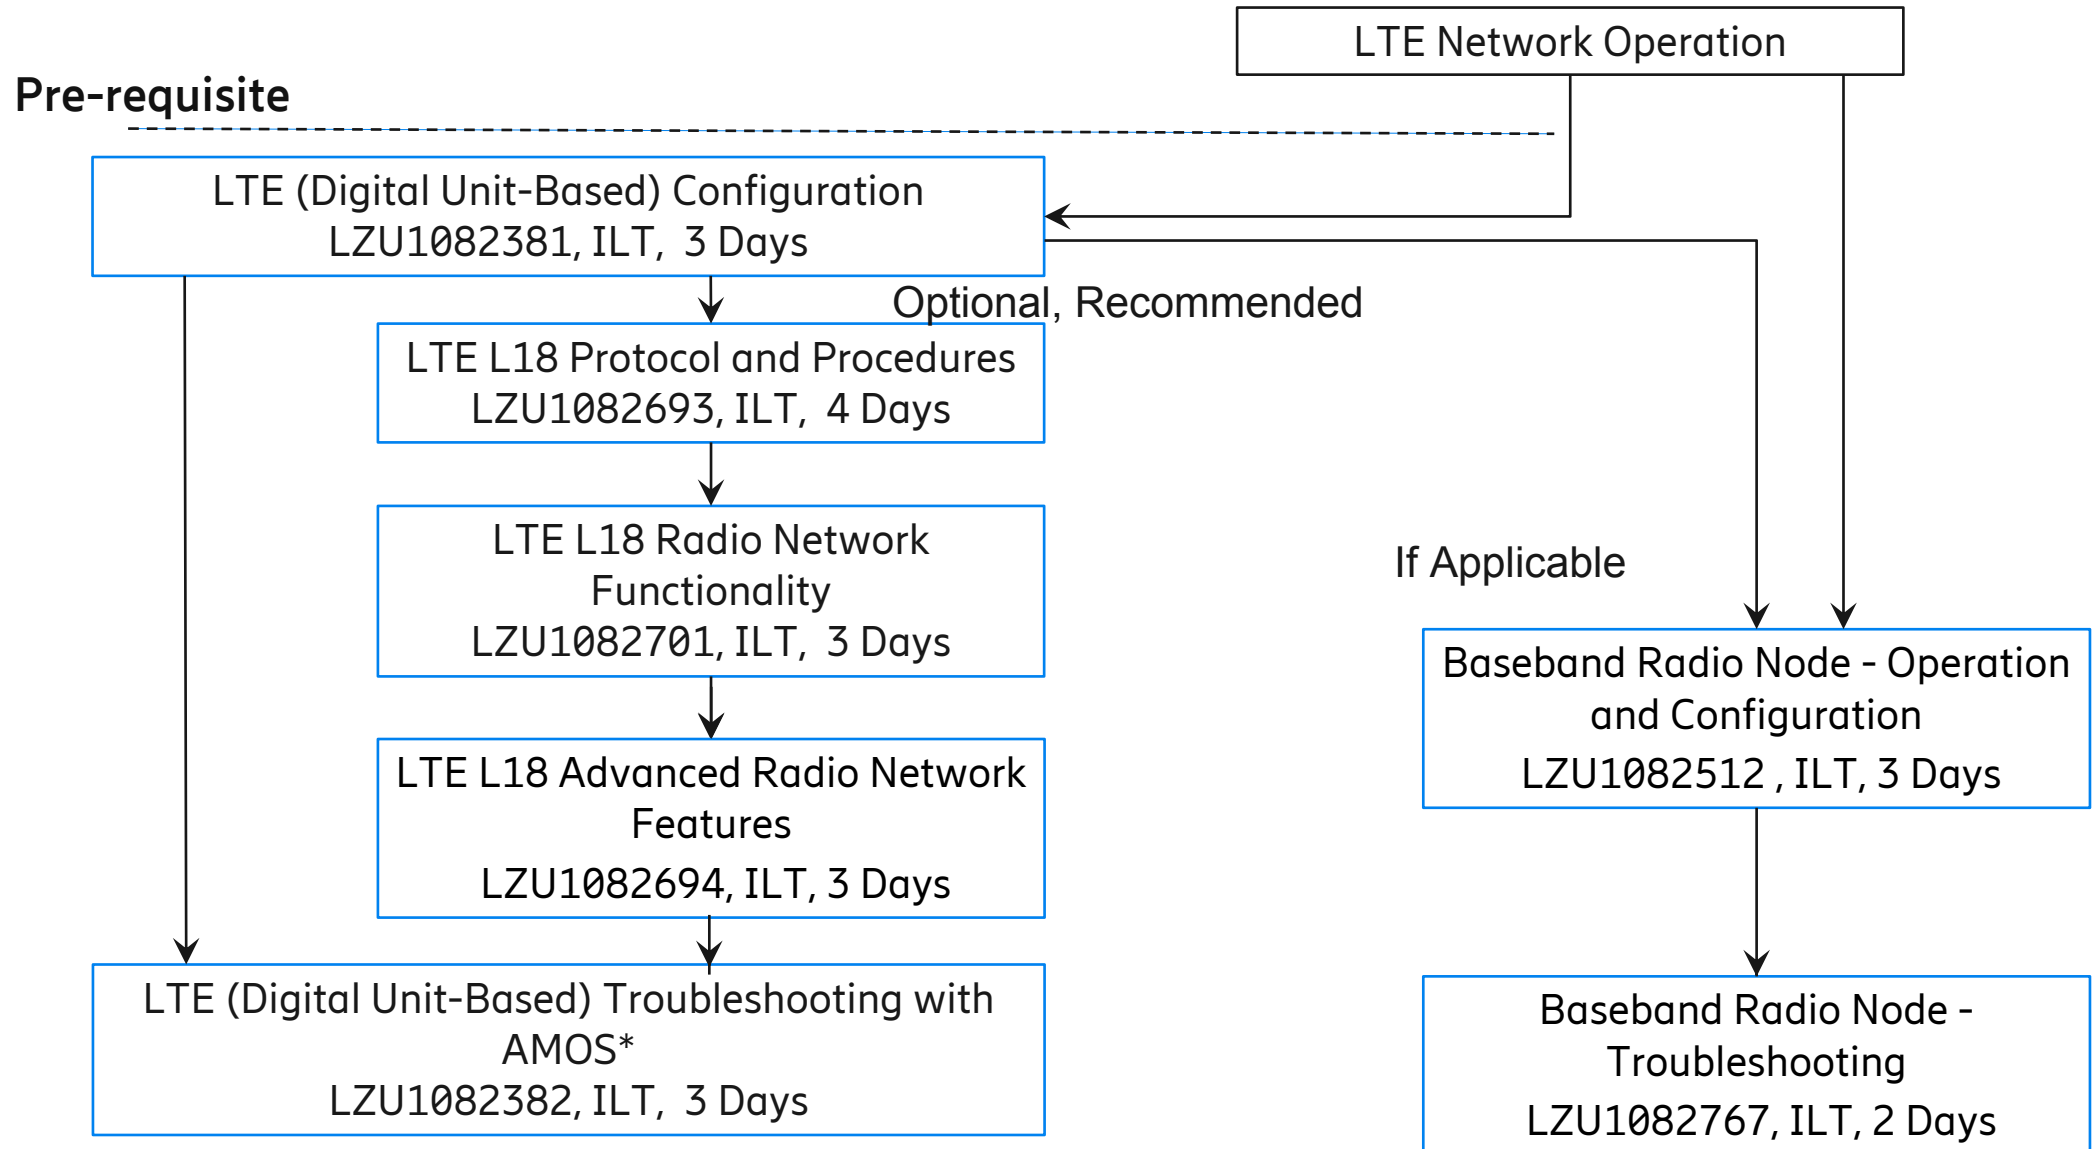 LTE Network Operation
Pre-requisite
LTE (Digital Unit-Based) Configuration
LZU1082381, ILT, 3 Days
Optional, Recommended
LTE L18 Protocol and Procedures
LZU1082693, ILT, 4 Days
LTE L18 Radio Network
Functionality
LZU1082701, ILT, 3 Days
If Applicable
Baseband Radio Node - Operation
and Configuration
LZU1082512 , ILT, 3 Days
LTE L18 Advanced Radio Network
Features
LZU1082694, ILT, 3 Days
LTE (Digital Unit-Based) Troubleshooting with
AMOS*
LZU1082382, ILT, 3 Days
Baseband Radio Node -
Troubleshooting
LZU1082767, ILT, 2 Days